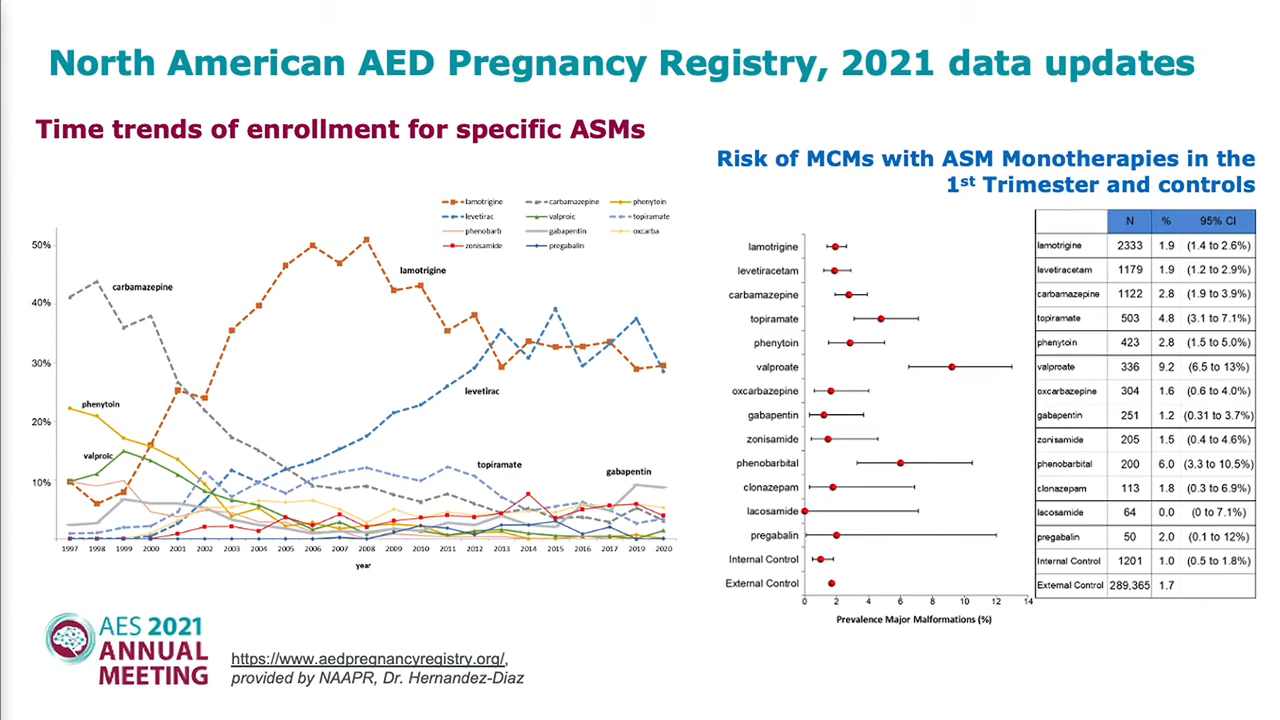 North American AED Pregnancy Registry, 2021 data updates
Time trends of enrollment for specific ASMs
Risk of MCMs with ASM Monotherapies in the
1st Trimester and controls
lamotrigine carbamazepine phenytoin
levetirac valproic topiramate
phenobarb gabapentin oxcarba
zonisamide pregabalin
50%
40%
30%
20%
10%
carbamazepine
lamotrigine
phenytoin
levetirac
valproic
topiramate
gabapentin
1997 1998 1999 2000 2001 2002 2003 2004 2005 2006 2007 2008 2009 2010 2011 2012 2013 2014 2015 2016 2017 2018 2019 2020
year
lamotrigine
levetiracetam
carbamazepine
topiramate
phenytoin
valproate
oxcarbazepine
gabapentin
zonisamide
phenobarbital
clonazepam
lacosamide
pregabalin
Internal Control
External Control
0 2 4 6 8 10 12 14
Prevalence Major Malformations (%)
N % 95% CI
lamotrigine 2333 1.9 (1.4 to 2.6%)
levetiracetam 1179 1.9 (1.2 to 2.9%)
carbamazepine 1122 2.8 (1.9 to 3.9%)
topiramate 503 4.8 (3.1 to 7.1%)
phenytoin 423 2.8 (1.5 to 5.0%)
valproate 336 9.2 (6.5 to 13%)
oxcarbazepine 304 1.6 (0.6 to 4.0%)
gabapentin 251 1.2 (0.31 to 3.7%)
zonisamide 205 1.5 (0.4 to 4.6%)
phenobarbital 200 6.0 (3.3 to 10.5%)
clonazepam 113 1.8 (0.3 to 6.9%)
lacosamide 64 0.0 (0 to 7.1%)
pregabalin 50 2.0 (0.1 to 12%)
Internal Control 1201 1.0 (0.5 to 1.8%)
External Control 289,365 1.7
AES 2021
ANNUAL
MEETING
https://www.aedpregnancyregistry.org/,
provided by NAAPR, Dr. Hernandez-Diaz